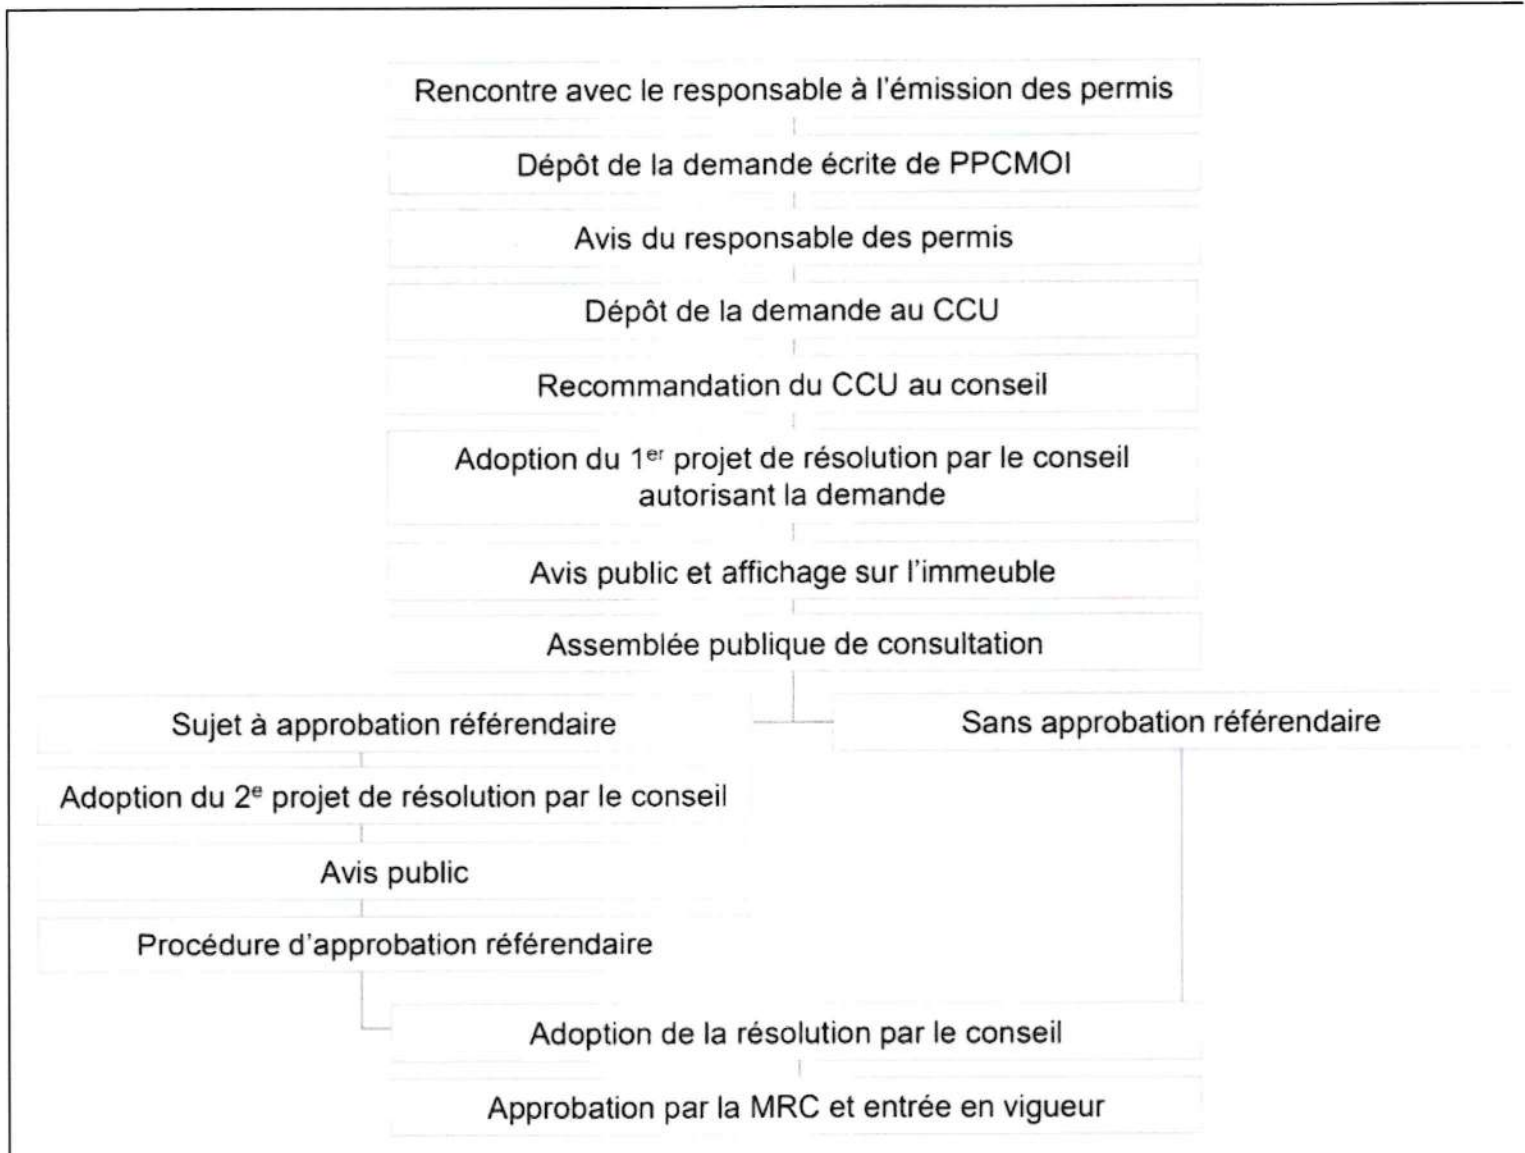 Rencontre avec le responsable à l'émission des permis
Dépôt de la demande écrite de PPCMOI
Avis du responsable des permis
Dépôt de la demande au CCU
Recommandation du CCU au conseil
Adoption du 1er projet de résolution par le conseil
autorisant la demande
Avis public et affichage sur l'immeuble
Assemblée publique de consultation
Sujet à approbation référendaire
Sans approbation référendaire
Adoption du 2e projet de résolution par le conseil
Avis public
Procédure d'approbation référendaire
Adoption de la résolution par le conseil
Approbation par la MRC et entrée en vigueur